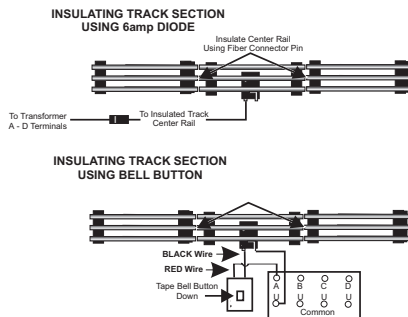 INSULATING TRACK SECTION
USING 6amp DIODE
Insulate Center Rail
Using Fiber Connector Pin
To Transformer
A - D Terminals
To Insulated Track
Center Rail
INSULATING TRACK SECTION
USING BELL BUTTON
BLACK Wire
RED Wire
Tape Bell Button
Down
A B C D
U U U U
Common